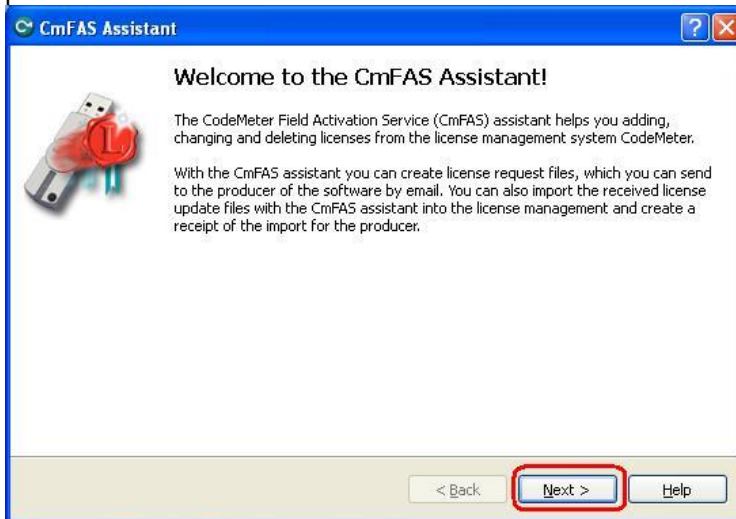 CmFAS Assistant
Welcome to the CmFAS Assistant!
The CodeMeter Field Activation Service (CmFAS) assistant helps you adding,
changing and deleting licenses from the license management system CodeMeter.
With the CmFAS assistant you can create license request files, which you can send
to the producer of the software by email. You can also import the received license
update files with the CmFAS assistant into the license management and create a
receipt of the import for the producer.
L
< Back Next > Help